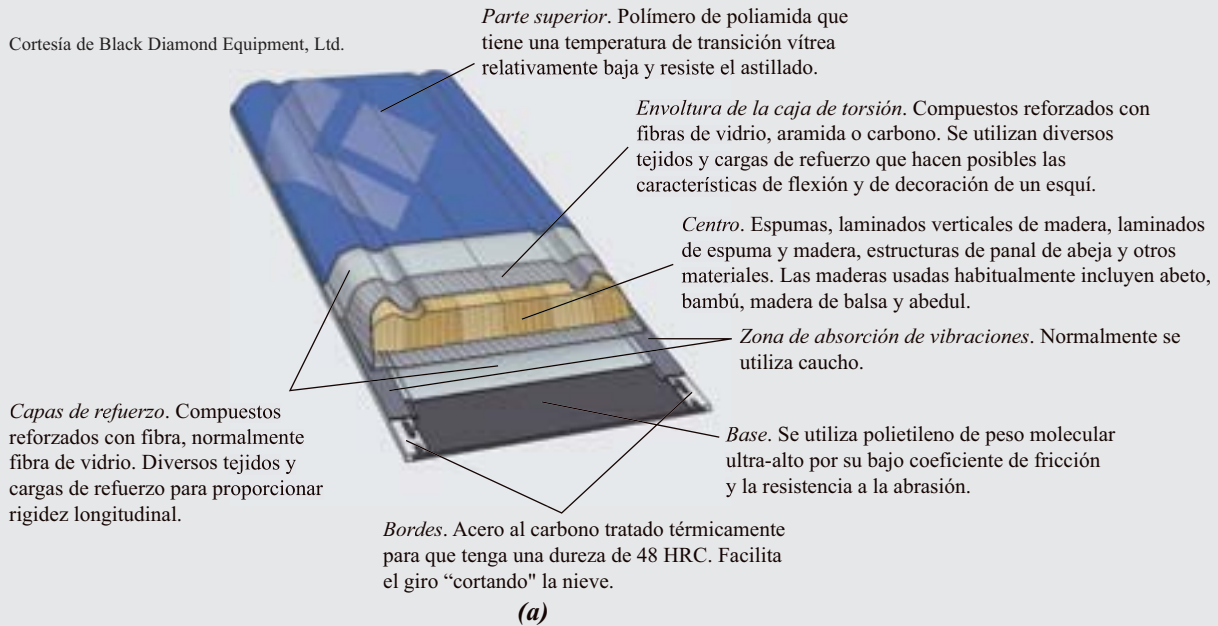 Cortesía de Black Diamond Equipment, Ltd.
Parte superior. Polímero de poliamida que
tiene una temperatura de transición vítrea
relativamente baja y resiste el astillado.
Envoltura de la caja de torsión. Compuestos reforzados con
fibras de vidrio, aramida o carbono. Se utilizan diversos
tejidos y cargas de refuerzo que hacen posibles las
características de flexión y de decoración de un esquí.
Centro. Espumas, laminados verticales de madera, laminados
de espuma y madera, estructuras de panal de abeja y otros
materiales. Las maderas usadas habitualmente incluyen abeto,
bambú, madera de balsa y abedul.
Zona de absorción de vibraciones. Normalmente se
utiliza caucho.
Capas de refuerzo. Compuestos
reforzados con fibra, normalmente
fibra de vidrio. Diversos tejidos y
cargas de refuerzo para proporcionar
rigidez longitudinal.
Base. Se utiliza polietileno de peso molecular
ultra-alto por su bajo coeficiente de fricción
y la resistencia a la abrasión.
Bordes. Acero al carbono tratado térmicamente
para que tenga una dureza de 48 HRC. Facilita
el giro “cortando" la nieve.
(a)